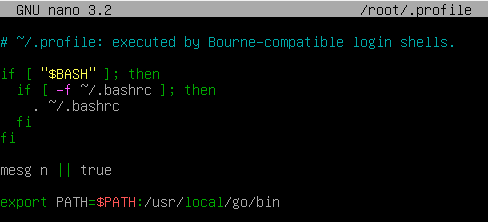 GNU nano 3.2 /root/.profile
# ~/.profile: executed by Bourne-compatible login shells.
if [ "$BASH" ]; then
  if [ -f ~/.bashrc ]; then
    . ~/.bashrc
  fi
fi
mesg n || true
export PATH=$PATH:/usr/local/go/bin